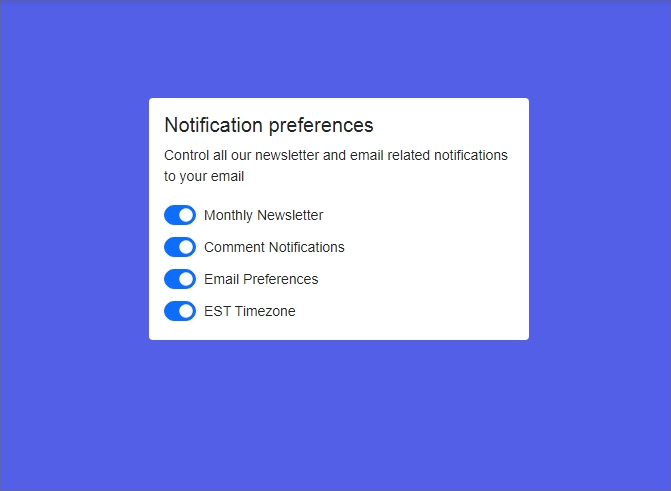 Notification preferences
Control all our newsletter and email related notifications
to your email
Monthly Newsletter
Comment Notifications
Email Preferences
EST Timezone